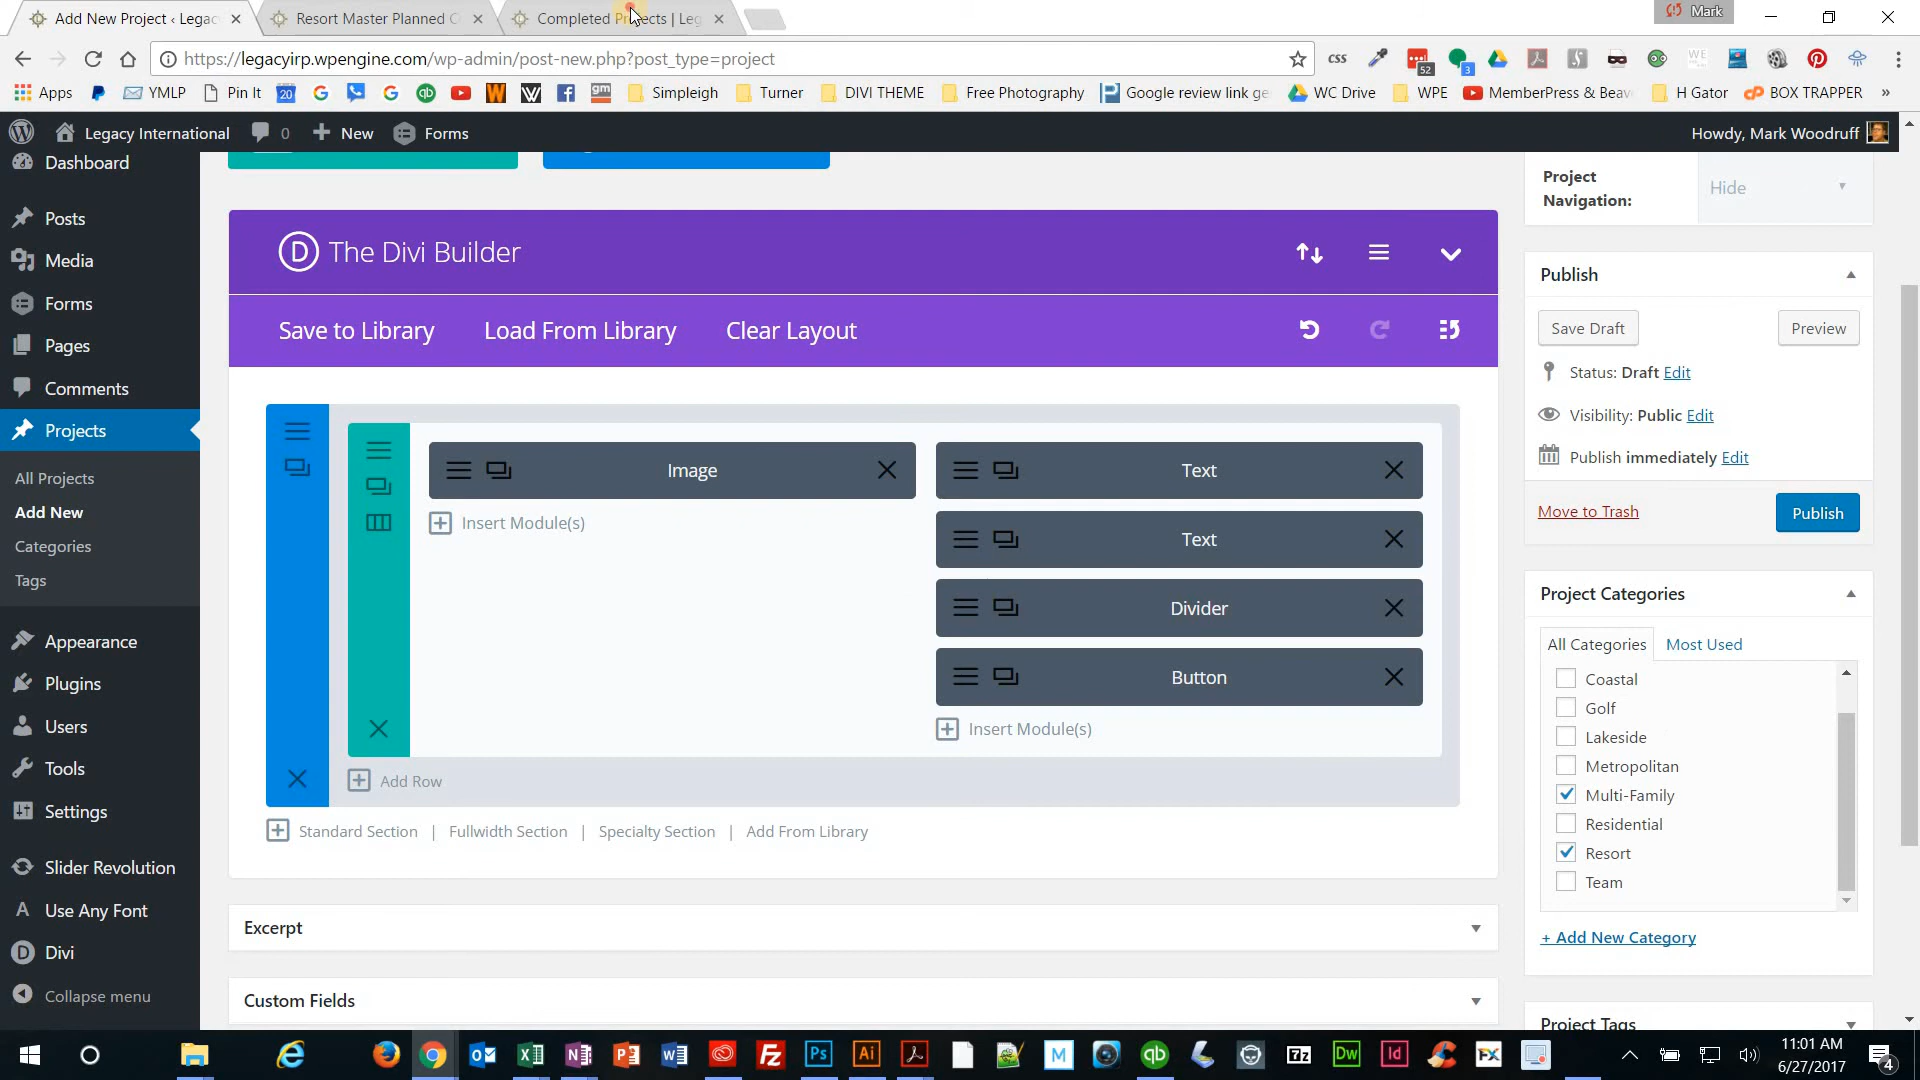 Add New Project ‹ Legac
Resort Master Planned C
Completed Projects | Leg
Mark
https://legacyirp.wpengine.com/wp-admin/post-new.php?post_type=project
css
52
3
Apps
YMLP
Pin It
20
gm
Simpleigh
Turner
DIVI THEME
Free Photography
Google review link ge
WC Drive
WPE
MemberPress & Beav
H Gator
BOX TRAPPER
»
Legacy International
0
New
Forms
Howdy, Mark Woodruff
Dashboard
Posts
Media
Forms
Pages
Comments
Projects
All Projects
Add New
Categories
Tags
Appearance
Plugins
Users
Tools
Settings
Slider Revolution
Use Any Font
Divi
Collapse menu
The Divi Builder
Save to Library
Load From Library
Clear Layout
Image
Insert Module(s)
Text
Text
Divider
Button
Insert Module(s)
Add Row
Standard Section | Fullwidth Section | Specialty Section | Add From Library
Excerpt
Custom Fields
Project
Navigation:
Hide
Publish
Save Draft
Preview
Status: Draft Edit
Visibility: Public Edit
Publish immediately Edit
Move to Trash
Publish
Project Categories
All Categories
Most Used
Coastal
Golf
Lakeside
Metropolitan
Multi-Family
Residential
Resort
Team
+ Add New Category
Project Tags
11:01 AM
6/27/2017
4